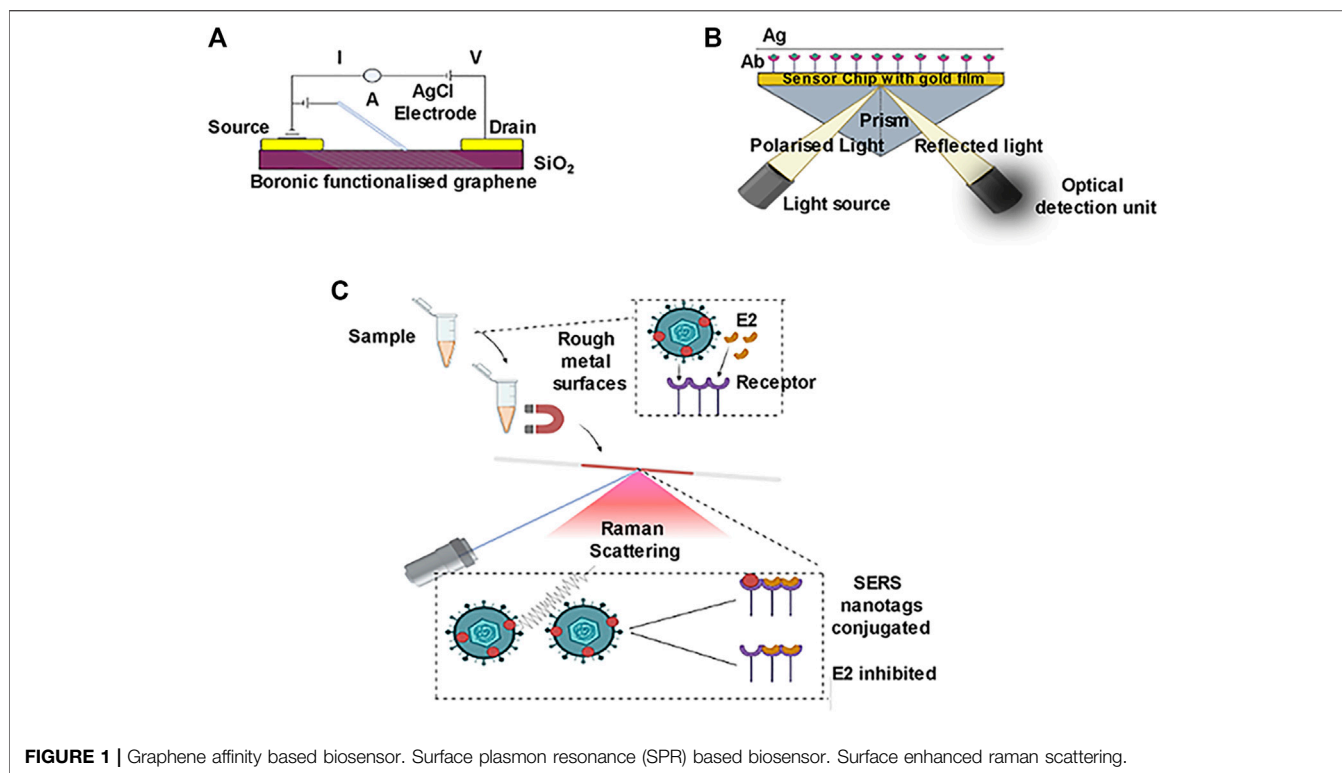 A
I
V
A
AgCl
Electrode
Source
Drain
SiO₂
Boronic functionalised graphene
B
Ag
Ab
Sensor Chip with gold film
Prism
Polarised Light
Reflected light
Light source
Optical
detection unit
C
Sample
Rough
metal
surfaces
E2
Receptor
Raman
Scattering
SERS
nanotags
conjugated
E2 inhibited
FIGURE 1 | Graphene affinity based biosensor. Surface plasmon resonance (SPR) based biosensor. Surface enhanced raman scattering.